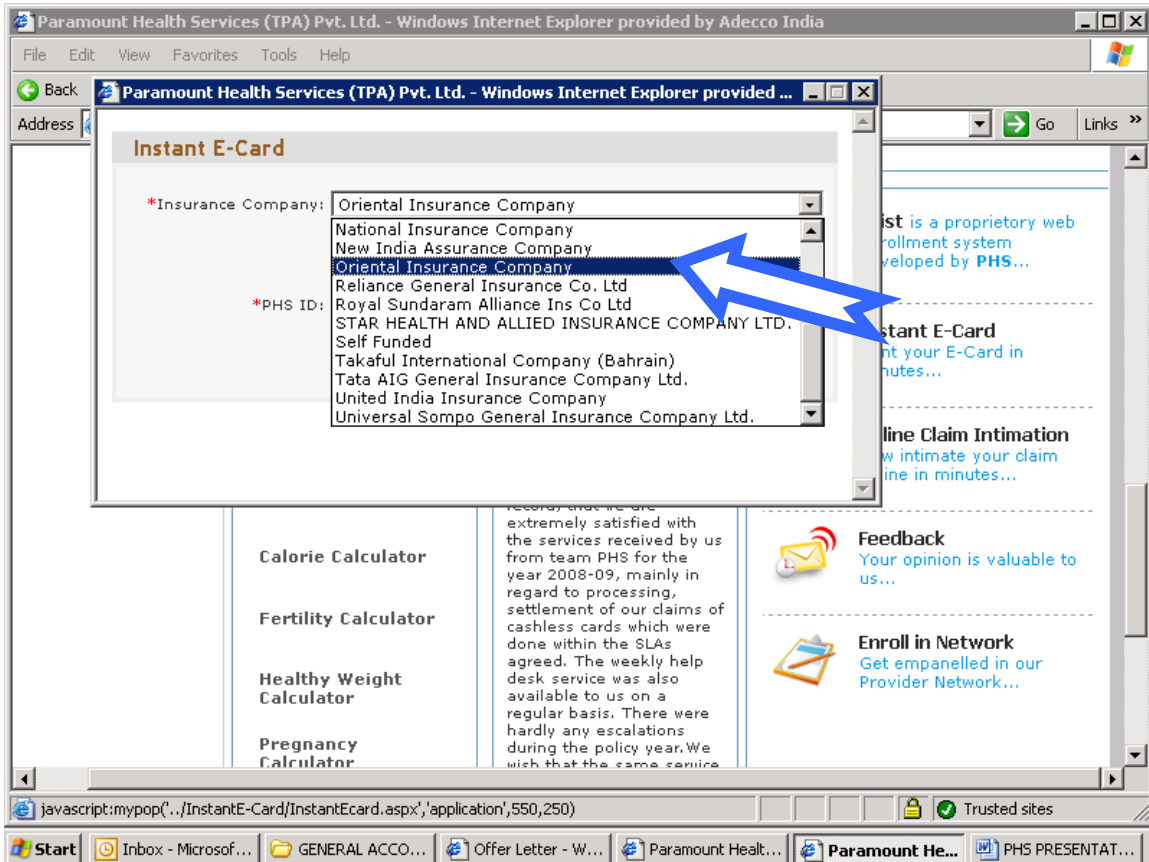 Paramount Health Services (TPA) Pvt. Ltd. - Windows Internet Explorer provided by Adecco India
File Edit View Favorites Tools Help
Back
Paramount Health Services (TPA) Pvt. Ltd. - Windows Internet Explorer provided ...
Address
Go Links »
Instant E-Card
*Insurance Company: Oriental Insurance Company
National Insurance Company
New India Assurance Company
Oriental Insurance Company
Reliance General Insurance Co. Ltd
*PHS ID:
Royal Sundaram Alliance Ins Co Ltd
STAR HEALTH AND ALLIED INSURANCE COMPANY LTD.
Self Funded
Takaful International Company (Bahrain)
Tata AIG General Insurance Company Ltd.
United India Insurance Company
Universal Sompo General Insurance Company Ltd.
ist is a proprietory web
rollment system
veloped by PHS...
stant E-Card
nt your E-Card in
nutes...
line Claim Intimation
w intimate your claim
ine in minutes...
Feedback
Your opinion is valuable to
us...
Enroll in Network
Get empanelled in our
Provider Network...
Calorie Calculator
Fertility Calculator
Healthy Weight
Calculator
Pregnancy
Calculator
record, that we are
extremely satisfied with
the services received by us
from team PHS for the
year 2008-09, mainly in
regard to processing,
settlement of our claims of
cashless cards which were
done within the SLAs
agreed. The weekly help
desk service was also
available to us on a
regular basis. There were
hardly any escalations
during the policy year.We
wish that the same service
javascript:mypop('../InstantE-Card/InstantEcard.aspx','application',550,250)
Trusted sites
Start
Inbox - Microsof...
GENERAL ACCO...
Offer Letter - W...
Paramount Healt...
Paramount He...
PHS PRESENTAT...